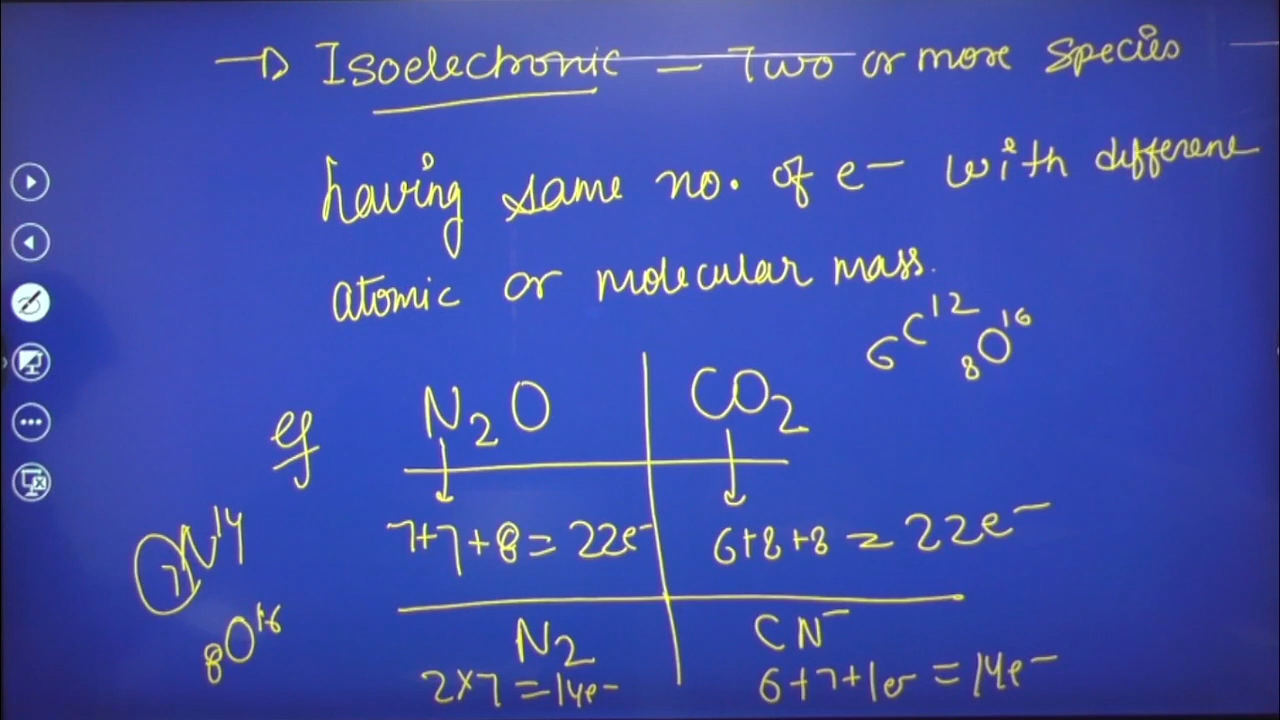 → Isoelectronic – Two or more Species
having same no. of e– with different
atomic or molecular mass.
₆C¹² ₈O¹⁶
eg N₂O CO₂
₇N¹⁴ 7+7+8 = 22e⁻ 6+8+8 = 22e⁻
₈O¹⁶ N₂ CN⁻
2×7 = 14e⁻ 6+7+1e⁻ = 14e⁻